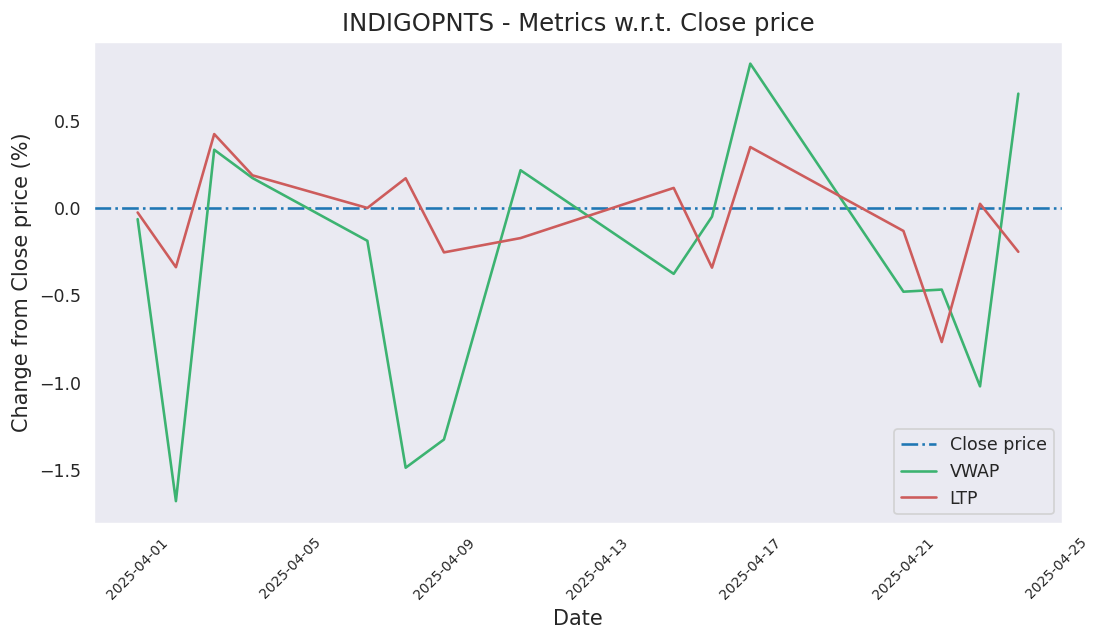 INDIGOPNTS - Metrics w.r.t. Close price
Change from Close price (%)
0.5
0.0
−0.5
−1.0
−1.5
Close price
VWAP
LTP
2025-04-01
2025-04-05
2025-04-09
2025-04-13
2025-04-17
2025-04-21
2025-04-25
Date